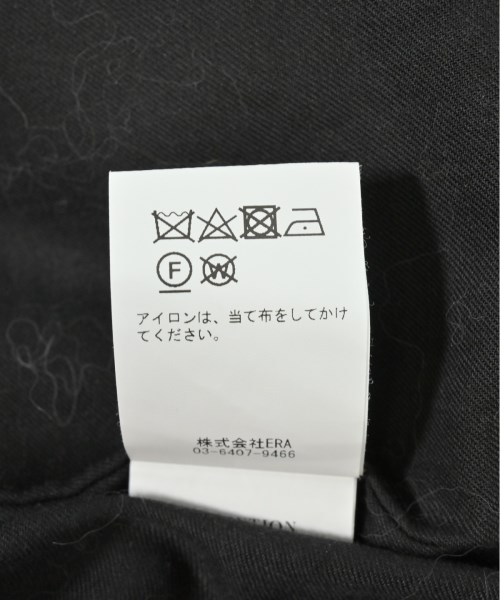 F W
アイロンは、当て布をしてかけ
てください。
株式会社ERA
03-6407-9466